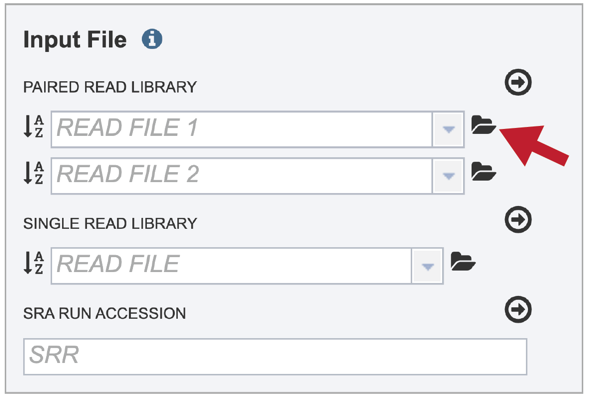 Input File i
PAIRED READ LIBRARY
A
Z
READ FILE 1
A
Z
READ FILE 2
SINGLE READ LIBRARY
A
Z
READ FILE
SRA RUN ACCESSION
SRR